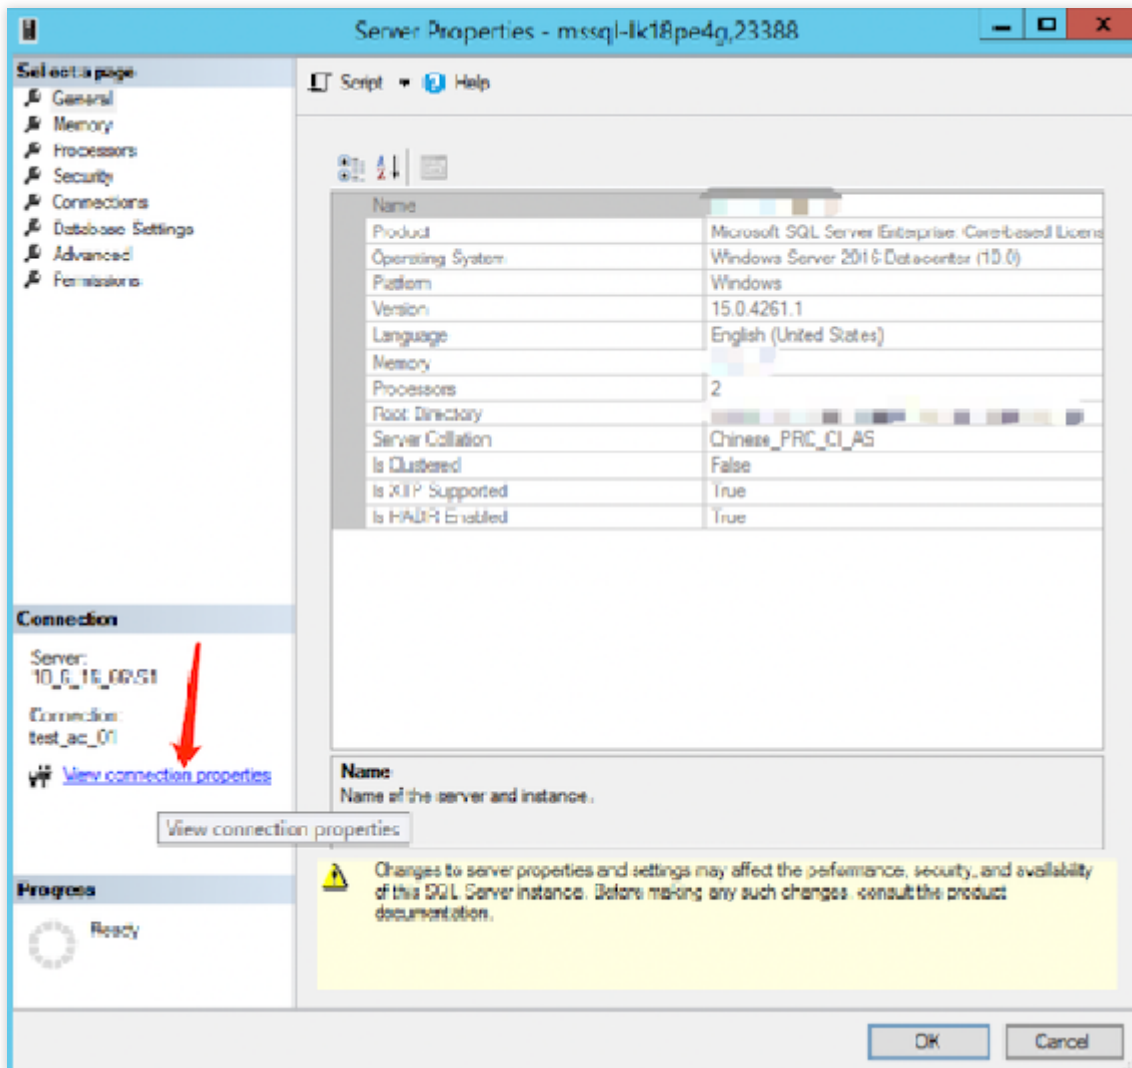 Server Properties - mssql-lk18pe4g,23388
Select a page
General
Memory
Processors
Security
Connections
Database Settings
Advanced
Permissions
Script
Help
Name
Product Microsoft SQL Server Enterprise: Core-based Licens
Operating System Windows Server 2016 Datacenter (10.0)
Platform Windows
Version 15.0.4261.1
Language English (United States)
Memory
Processors 2
Root Directory
Server Collation Chinese_PRC_CI_AS
Is Clustered False
Is XTP Supported True
Is HADR Enabled True
Connection
Server:
Connection:
test_ac_01
View connection properties
View connection properties
Name
Name of the server and instance.
Changes to server properties and settings may affect the performance, security, and availability
of this SQL Server instance. Before making any such changes, consult the product
documentation.
Progress
Ready
OK
Cancel